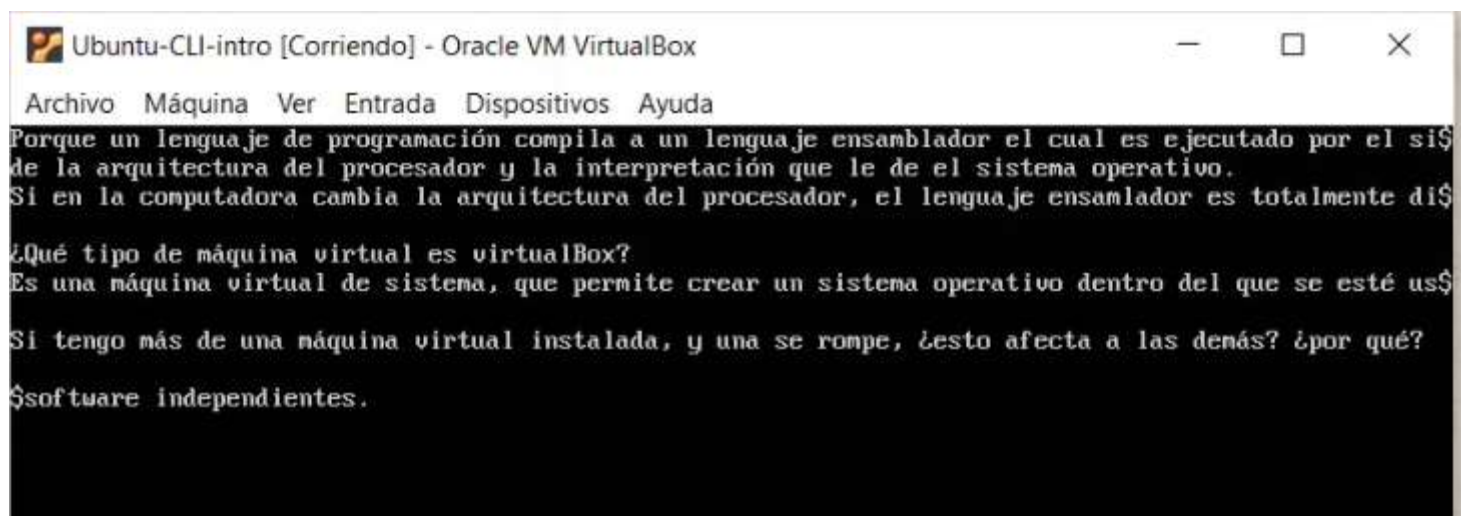 Ubuntu-CLI-intro [Corriendo] - Oracle VM VirtualBox
Archivo Máquina Ver Entrada Dispositivos Ayuda
Porque un lenguaje de programación compila a un lenguaje ensamblador el cual es ejecutado por el si$
de la arquitectura del procesador y la interpretación que le de el sistema operativo.
Si en la computadora cambia la arquitectura del procesador, el lenguaje ensamlador es totalmente di$
¿Qué tipo de máquina virtual es virtualBox?
Es una máquina virtual de sistema, que permite crear un sistema operativo dentro del que se esté us$
Si tengo más de una máquina virtual instalada, y una se rompe, ¿esto afecta a las demás? ¿por qué?
$software independientes.